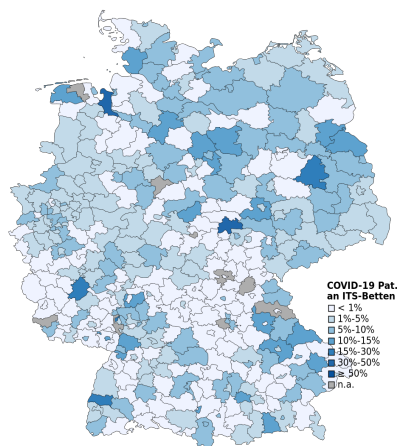 COVID-19 Pat.
an ITS-Betten
< 1%
1%-5%
5%-10%
10%-15%
15%-30%
30%-50%
≥ 50%
n.a.